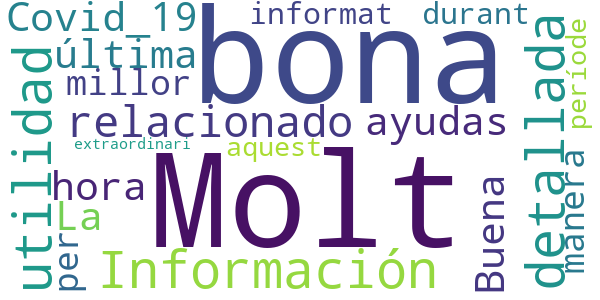 Covid_19
bona
informat
durant
última
millor
relacionado
ayudas
extraordinari
aquest
utilidad
hora
Molt
La
per
Información
Buena
detallada
manera
període